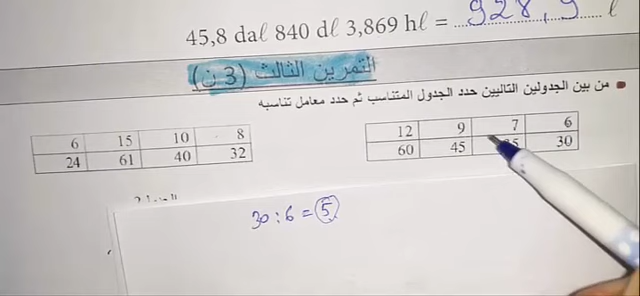 45,8 dal 840 dl 3,869 hl = 928,9 l
التمرين الثالث (3 ن)
من بين الجدولين التاليين حدد الجدول المتناسب ثم حدد معامل تناسبه
12 9 7 6
60 45 30
6 15 10 8
24 61 40 32
30 : 6 = 5